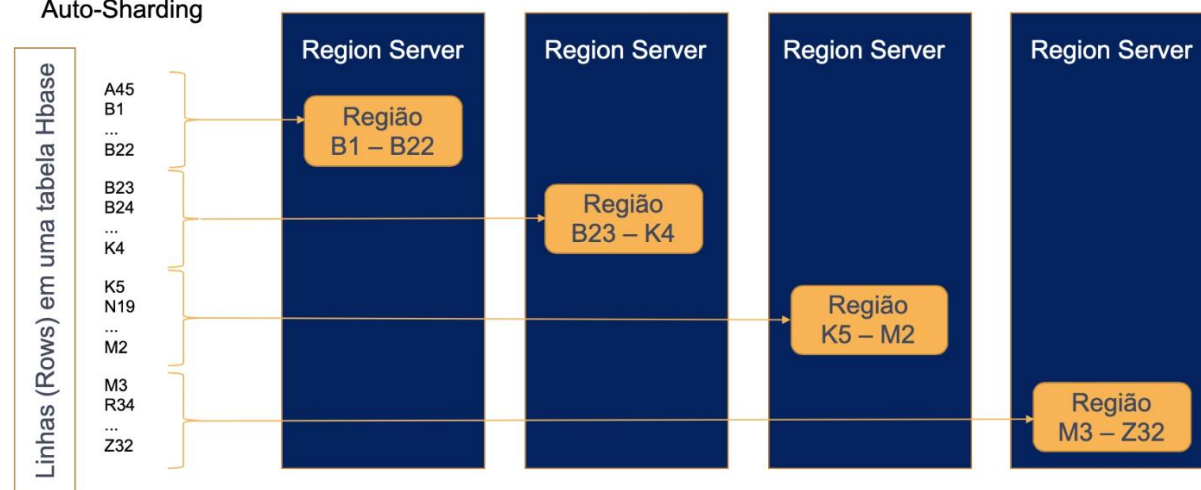 Auto-Sharding
Linhas (Rows) em uma tabela Hbase
A45
B1
...
B22
B23
B24
...
K4
K5
N19
...
M2
M3
R34
...
Z32
Region Server
Região
B1 – B22
Region Server
Região
B23 – K4
Region Server
Região
K5 – M2
Region Server
Região
M3 – Z32